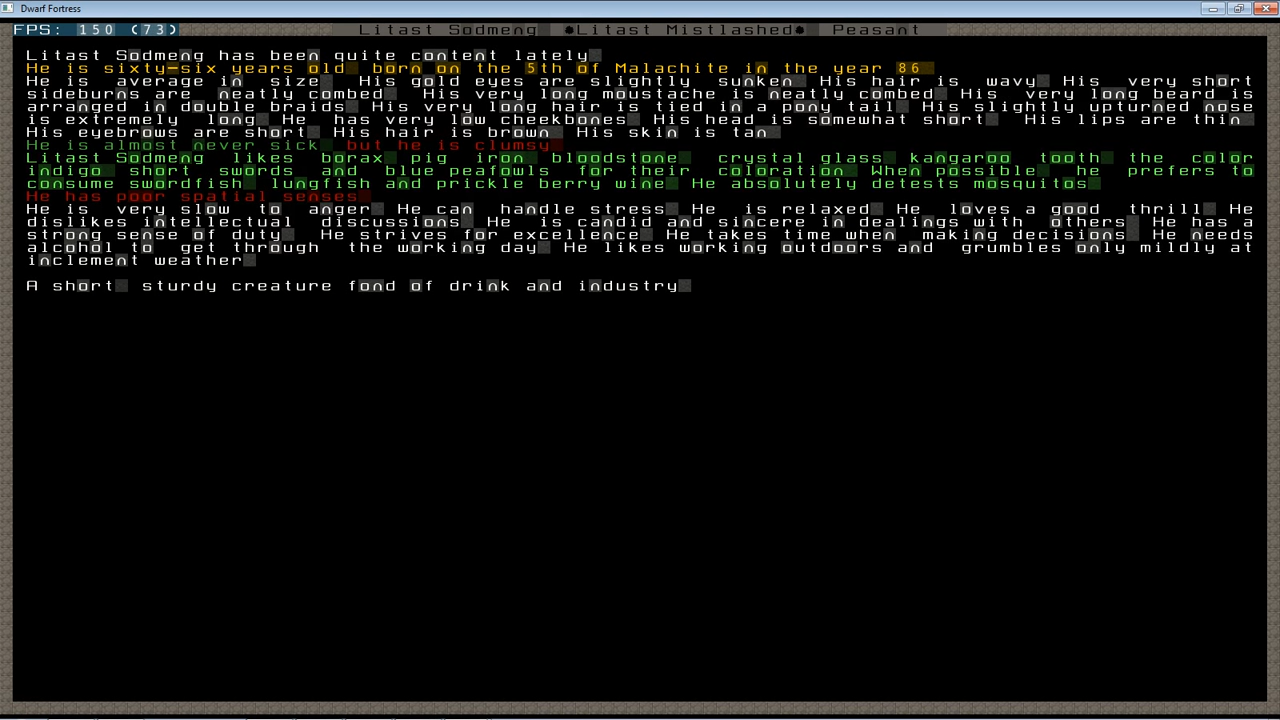 Dwarf Fortress
FPS: 150 (73) Litast Sodmeng Litast Mistlashed Peasant
Litast Sodmeng has been quite content lately
He is sixty-six years old born on the 5th of Malachite in the year 86
He is average in size His gold eyes are slightly sunken His hair is wavy His very short
sideburns are neatly combed His very long moustache is neatly combed His very long beard is
arranged in double braids His very long hair is tied in a pony tail His slightly upturned nose
is extremely long He has very low cheekbones His head is somewhat short His lips are thin
His eyebrows are short His hair is brown His skin is tan
He is almost never sick but he is clumsy
Litast Sodmeng likes borax pig iron bloodstone crystal glass kangaroo tooth the color
indigo short swords and blue peafowls for their coloration When possible he prefers to
consume swordfish lungfish and prickle berry wine He absolutely detests mosquitos
He has poor spatial senses
He is very slow to anger He can handle stress He is relaxed He loves a good thrill He
dislikes intellectual discussions He is candid and sincere in dealings with others He has a
strong sense of duty He strives for excellence He takes time when making decisions He needs
alcohol to get through the working day He likes working outdoors and grumbles only mildly at
inclement weather
A short sturdy creature fond of drink and industry